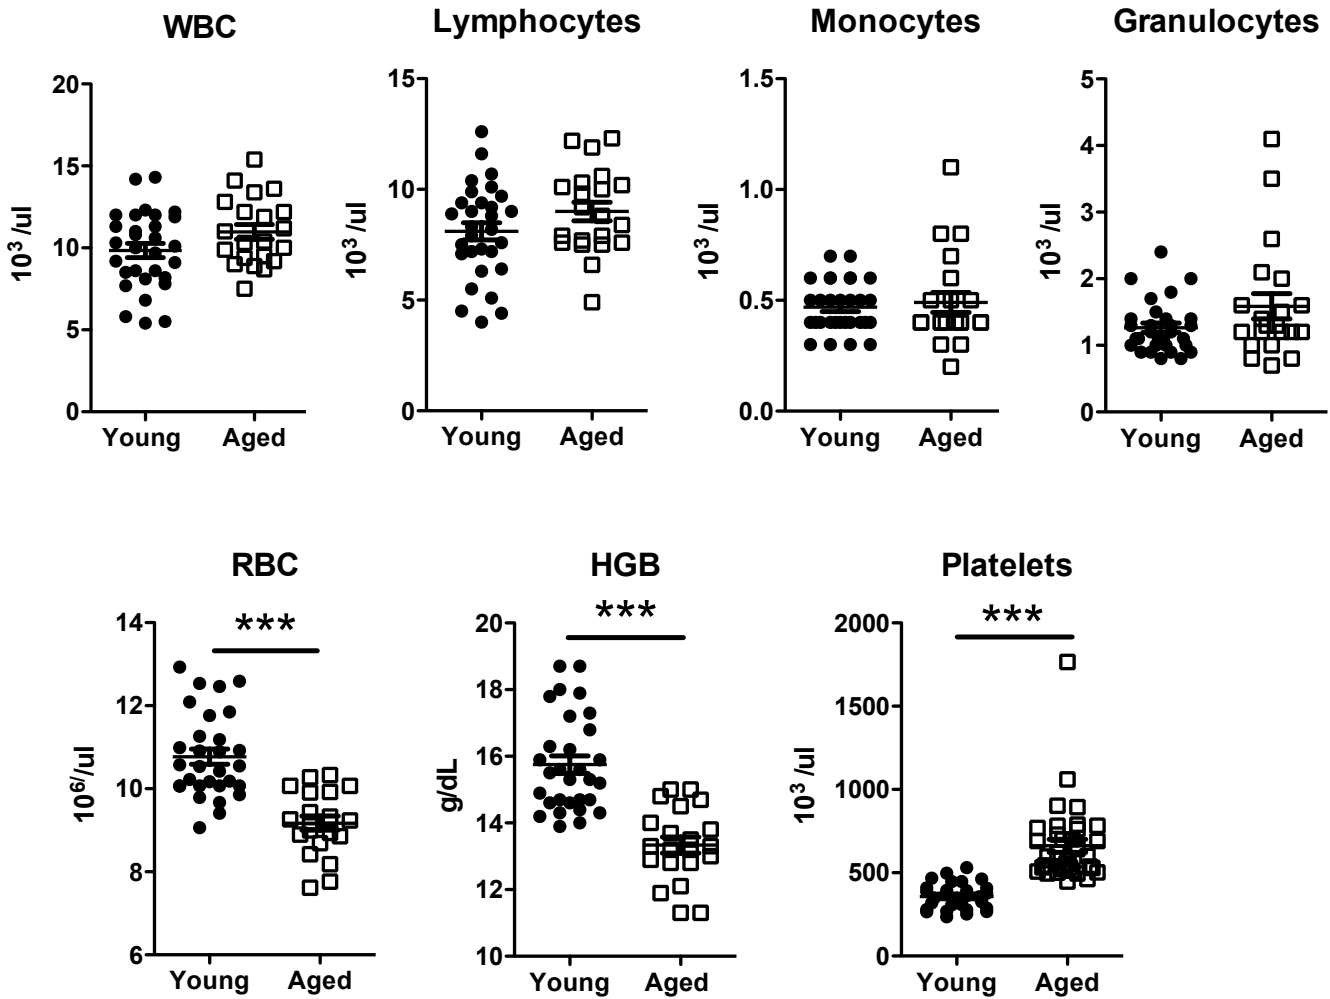 WBC
Lymphocytes
Monocytes
Granulocytes
20
15
10
5
0
10³ /ul
Young
Aged
15
10
5
0
10³ /ul
Young
Aged
1.5
1.0
0.5
0.0
10³ /ul
Young
Aged
5
4
3
2
1
0
10³ /ul
Young
Aged
RBC
HGB
Platelets
***
14
12
10
8
6
10⁶/ul
Young
Aged
***
20
18
16
14
12
10
g/dL
Young
Aged
***
2000
1500
1000
500
0
10³ /ul
Young
Aged